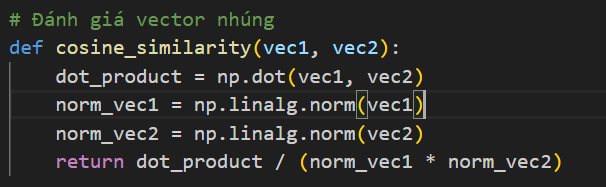 # Đánh giá vector nhúng
def cosine_similarity(vec1, vec2):
    dot_product = np.dot(vec1, vec2)
    norm_vec1 = np.linalg.norm(vec1)
    norm_vec2 = np.linalg.norm(vec2)
    return dot_product / (norm_vec1 * norm_vec2)